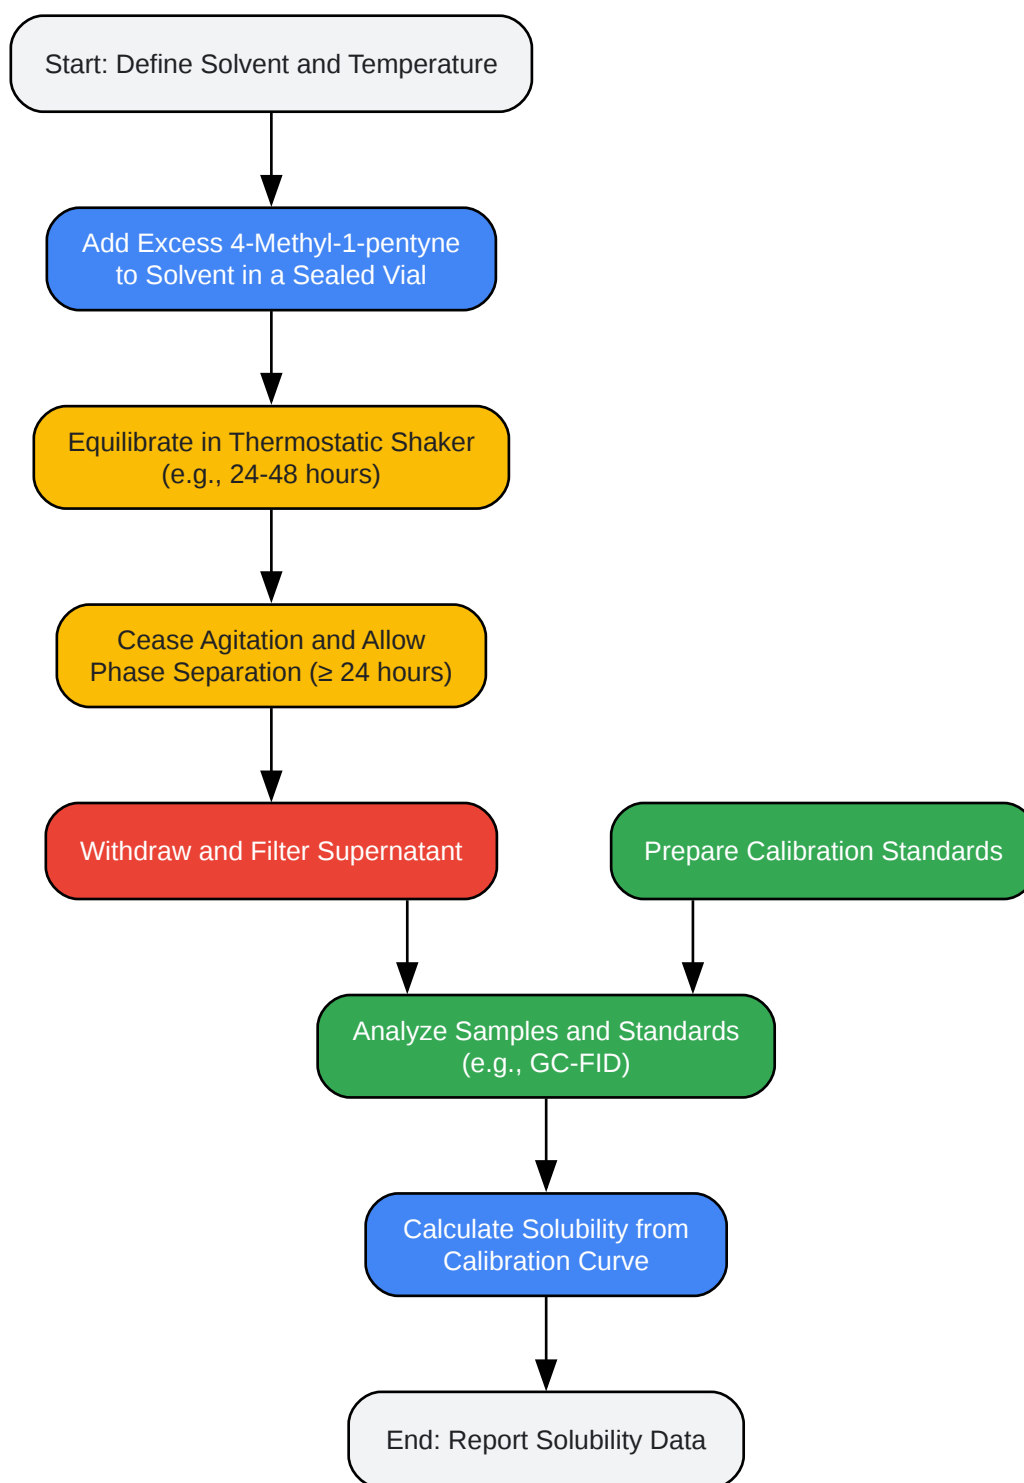 Start: Define Solvent and Temperature
Add Excess 4-Methyl-1-pentyne
to Solvent in a Sealed Vial
Equilibrate in Thermostatic Shaker
(e.g., 24-48 hours)
Cease Agitation and Allow
Phase Separation (≥ 24 hours)
Withdraw and Filter Supernatant
Prepare Calibration Standards
Analyze Samples and Standards
(e.g., GC-FID)
Calculate Solubility from
Calibration Curve
End: Report Solubility Data